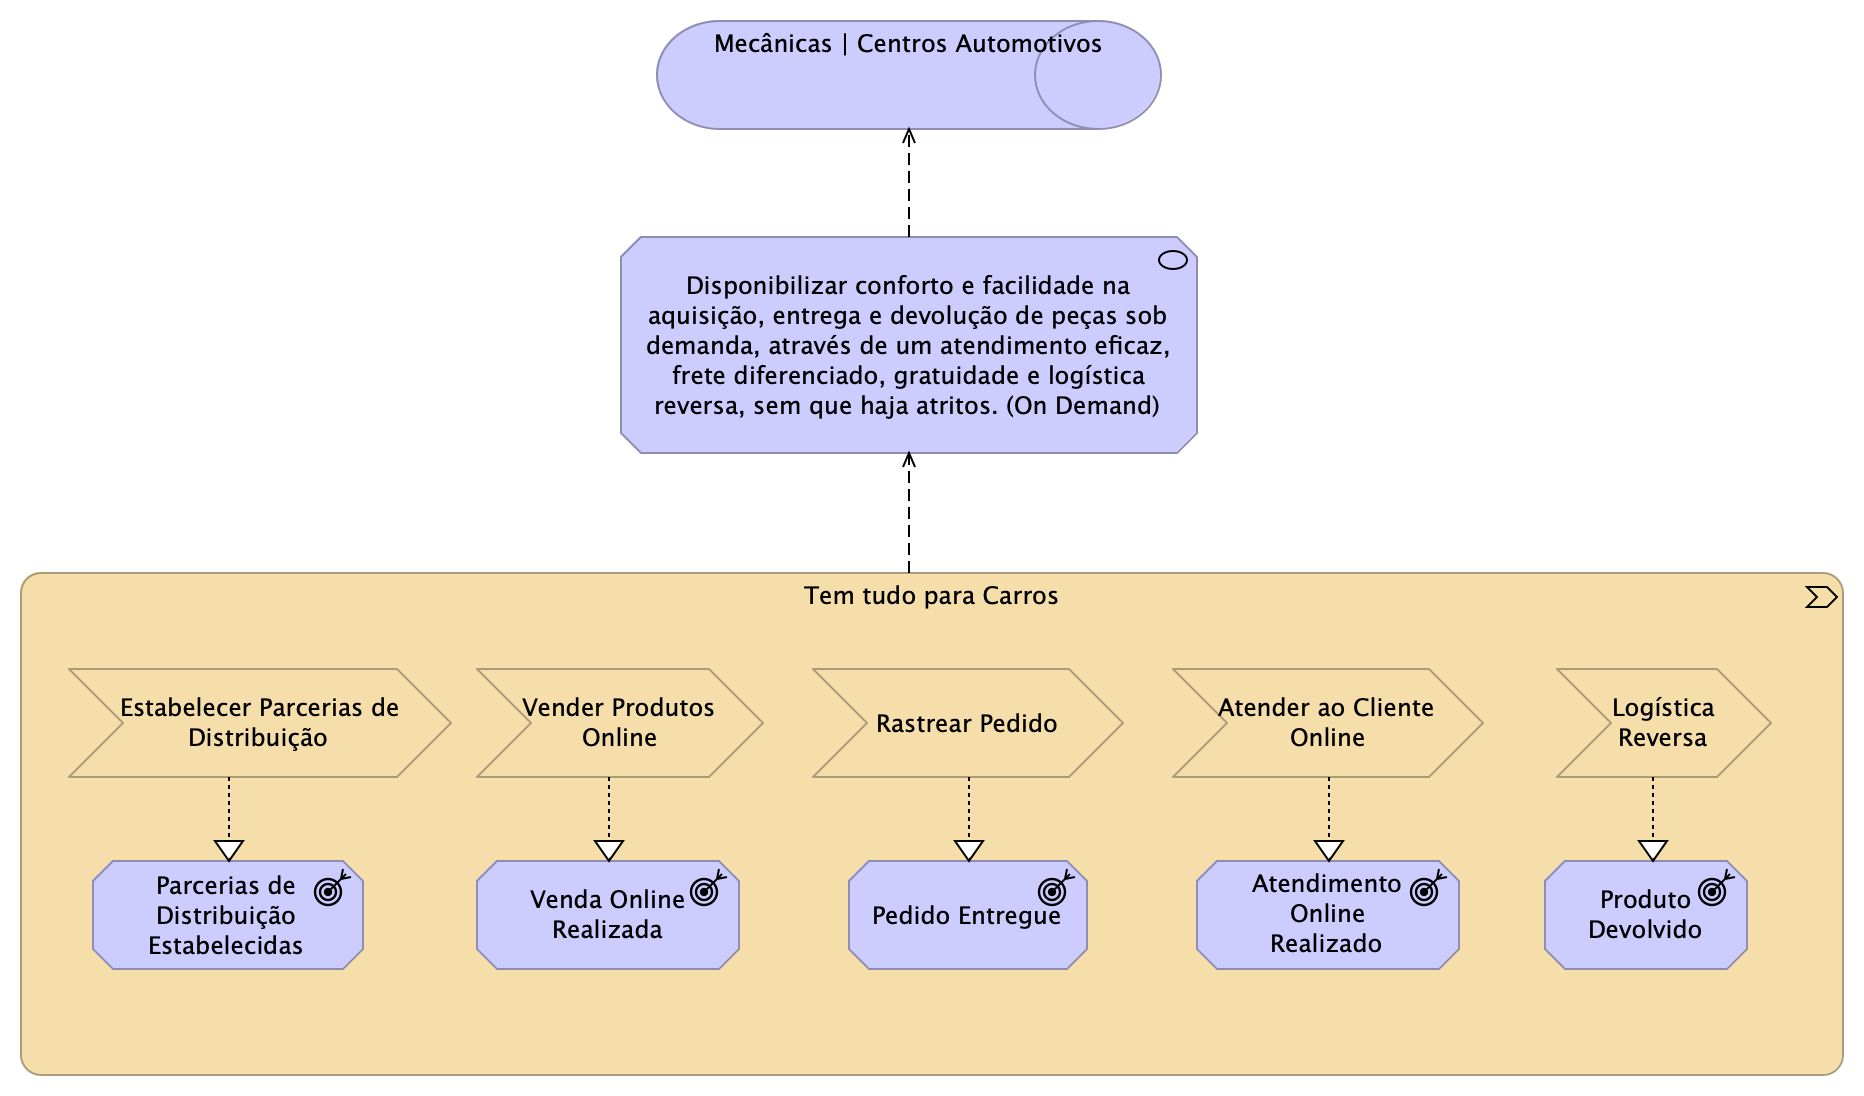 Mecânicas | Centros Automotivos
Disponibilizar conforto e facilidade na
aquisição, entrega e devolução de peças sob
demanda, através de um atendimento eficaz,
frete diferenciado, gratuidade e logística
reversa, sem que haja atritos. (On Demand)
Tem tudo para Carros
Estabelecer Parcerias de
Distribuição
Vender Produtos
Online
Rastrear Pedido
Atender ao Cliente
Online
Logística
Reversa
Parcerias de
Distribuição
Estabelecidas
Venda Online
Realizada
Pedido Entregue
Atendimento
Online
Realizado
Produto
Devolvido